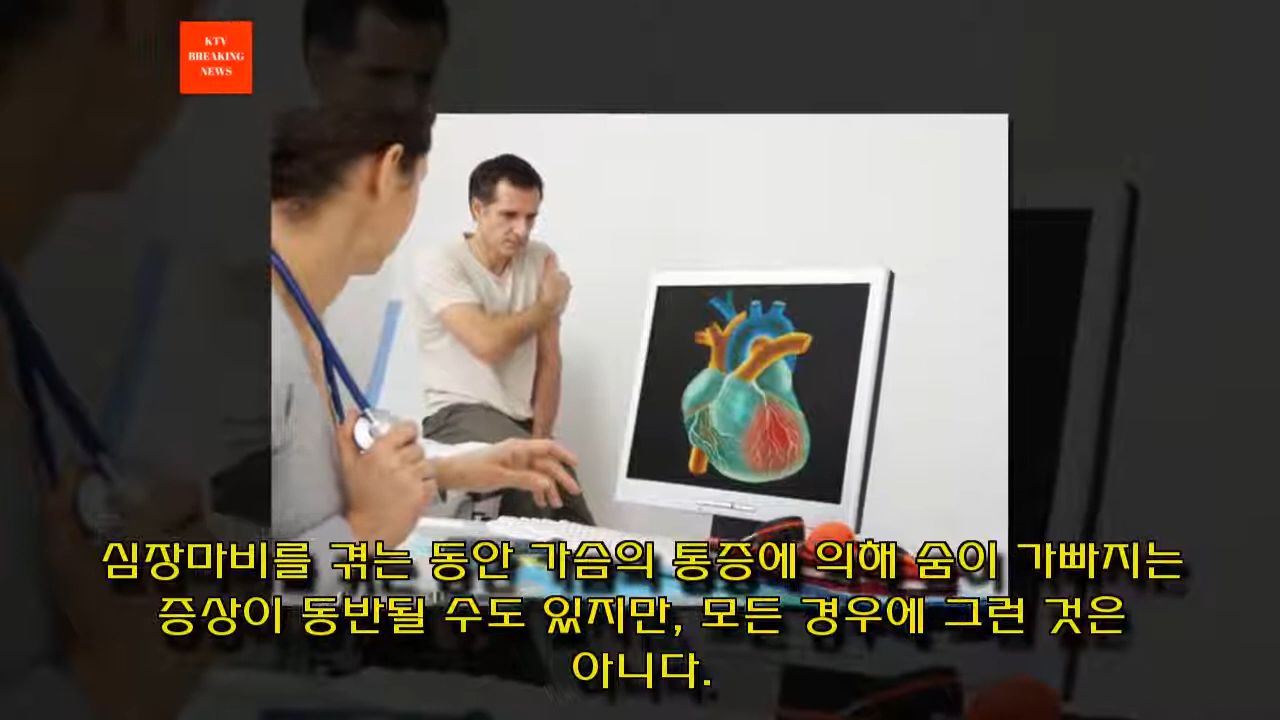 KTV
BREAKING
NEWS
심장마비를 겪는 동안 가슴의 통증에 의해 숨이 가빠지는
증상이 동반될 수도 있지만, 모든 경우에 그런 것은
아니다.